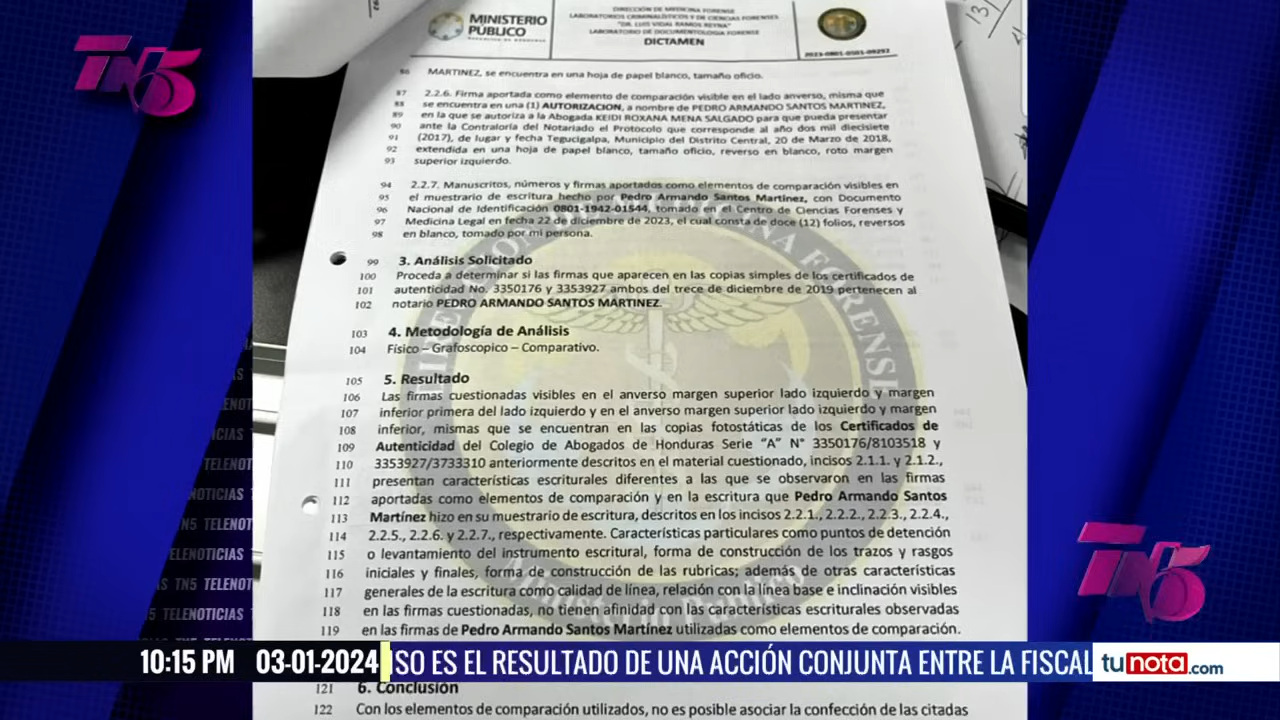 TN5
MINISTERIO
PÚBLICO
REPÚBLICA DE HONDURAS
DIRECCIÓN DE MEDICINA FORENSE
LABORATORIOS CRIMINALÍSTICOS Y DE CIENCIAS FORENSES
"DR. LUIS VIDAL RAMOS REYNA"
LABORATORIO DE DOCUMENTOLOGIA FORENSE
DICTAMEN
86 MARTINEZ, se encuentra en una hoja de papel blanco, tamaño oficio.
87 2.2.6. Firma aportada como elemento de comparación visible en el lado anverso, misma que
88 se encuentra en una (1) AUTORIZACION, a nombre de PEDRO ARMANDO SANTOS MARTINEZ,
89 en la que se autoriza a la Abogada KEIDI ROXANA MENA SALGADO para que pueda presentar
90 ante la Contraloría del Notariado el Protocolo que corresponde al año dos mil diecisiete
91 (2017), de lugar y fecha Tegucigalpa, Municipio del Distrito Central, 20 de Marzo de 2018,
92 extendida en una hoja de papel blanco, tamaño oficio, reverso en blanco, roto margen
93 superior izquierdo.
94 2.2.7. Manuscritos, números y firmas aportados como elementos de comparación visibles en
95 el muestrario de escritura hecho por Pedro Armando Santos Martinez, con Documento
96 Nacional de Identificación 0801-1942-01544, tomado en el Centro de Ciencias Forenses y
97 Medicina Legal en fecha 22 de diciembre de 2023, el cual consta de doce (12) folios, reversos
98 en blanco, tomado por mi persona.
99 3. Análisis Solicitado
100 Proceda a determinar si las firmas que aparecen en las copias simples de los certificados de
101 autenticidad No. 3350176 y 3353927 ambos del trece de diciembre de 2019 pertenecen al
102 notario PEDRO ARMANDO SANTOS MARTINEZ.
103 4. Metodología de Análisis
104 Físico – Grafoscopico – Comparativo.
105 5. Resultado
106 Las firmas cuestionadas visibles en el anverso margen superior lado izquierdo y margen
107 inferior primera del lado izquierdo y en el anverso margen superior lado izquierdo y margen
108 inferior, mismas que se encuentran en las copias fotostáticas de los Certificados de
109 Autenticidad del Colegio de Abogados de Honduras Serie "A" N° 3350176/8103518 y
110 3353927/3733310 anteriormente descritos en el material cuestionado, incisos 2.1.1. y 2.1.2.,
111 presentan características escriturales diferentes a las que se observaron en las firmas
112 aportadas como elementos de comparación y en la escritura que Pedro Armando Santos
113 Martínez hizo en su muestrario de escritura, descritos en los incisos 2.2.1., 2.2.2., 2.2.3., 2.2.4.,
114 2.2.5., 2.2.6. y 2.2.7., respectivamente. Características particulares como puntos de detención
115 o levantamiento del instrumento escritural, forma de construcción de los trazos y rasgos
116 iniciales y finales, forma de construcción de las rubricas; además de otras características
117 generales de la escritura como calidad de línea, relación con la línea base e inclinación visibles
118 en las firmas cuestionadas, no tienen afinidad con las características escriturales observadas
119 en las firmas de Pedro Armando Santos Martínez utilizadas como elementos de comparación.
121 6. Conclusión
122 Con los elementos de comparación utilizados, no es posible asociar la confección de las citadas
TN5
TELENOTICIAS
TN5 TELENOT
10:15 PM 03-01-2024 SO ES EL RESULTADO DE UNA ACCIÓN CONJUNTA ENTRE LA FISCAL
tunota.com